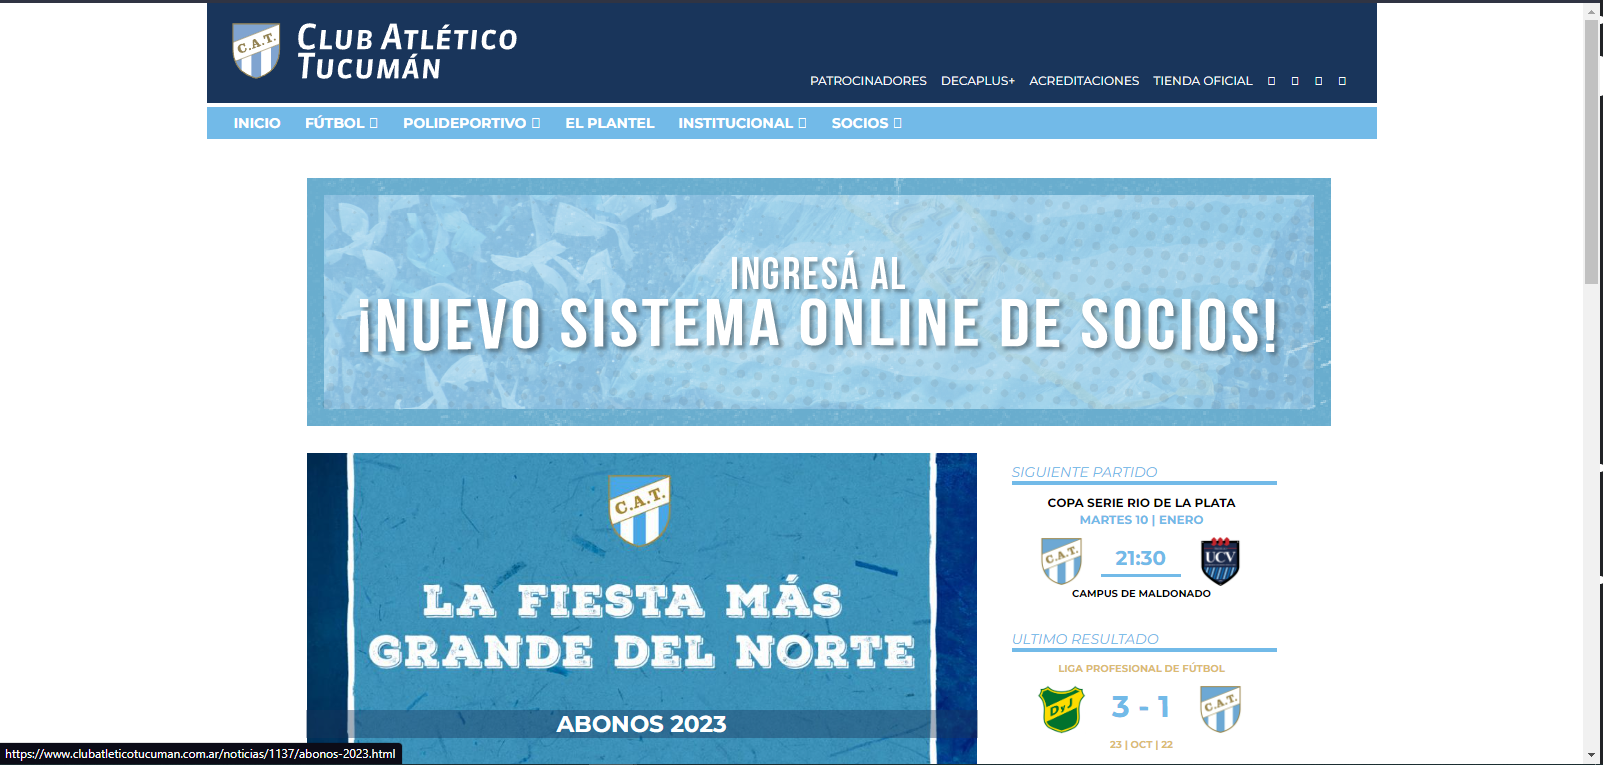 C.A.T.
CLUB ATLÉTICO
TUCUMÁN
PATROCINADORES DECAPLUS+ ACREDITACIONES TIENDA OFICIAL
INICIO FÚTBOL POLIDEPORTIVO EL PLANTEL INSTITUCIONAL SOCIOS
INGRESÁ AL
¡NUEVO SISTEMA ONLINE DE SOCIOS!
C.A.T.
LA FIESTA MÁS
GRANDE DEL NORTE
ABONOS 2023
SIGUIENTE PARTIDO
COPA SERIE RIO DE LA PLATA
MARTES 10 | ENERO
C.A.T. 21:30 UCV
CAMPUS DE MALDONADO
ULTIMO RESULTADO
LIGA PROFESIONAL DE FÚTBOL
DyJ 3 - 1 C.A.T.
23 | OCT | 22
https://www.clubatleticotucuman.com.ar/noticias/1137/abonos-2023.html